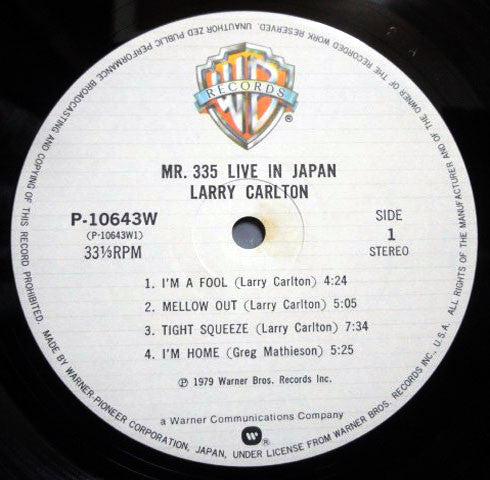 WB
RECORDS
®
MR. 335 LIVE IN JAPAN
LARRY CARLTON
P-10643W
(P-10643W1)
33⅓RPM
SIDE
1
STEREO
1. I'M A FOOL (Larry Carlton) 4:24
2. MELLOW OUT (Larry Carlton) 5:05
3. TIGHT SQUEEZE (Larry Carlton) 7:34
4. I'M HOME (Greg Mathieson) 5:25
℗ 1979 Warner Bros. Records Inc.
a Warner Communications Company
®
MADE BY WARNER-PIONEER CORPORATION, JAPAN, UNDER LICENSE FROM WARNER BROS. RECORDS INC., U.S.A. ALL RIGHTS OF THE MANUFACTURER AND OF THE OWNER OF THE RECORDED WORK RESERVED. UNAUTHORIZED PUBLIC PERFORMANCE BROADCASTING AND COPYING OF THIS RECORD PROHIBITED.